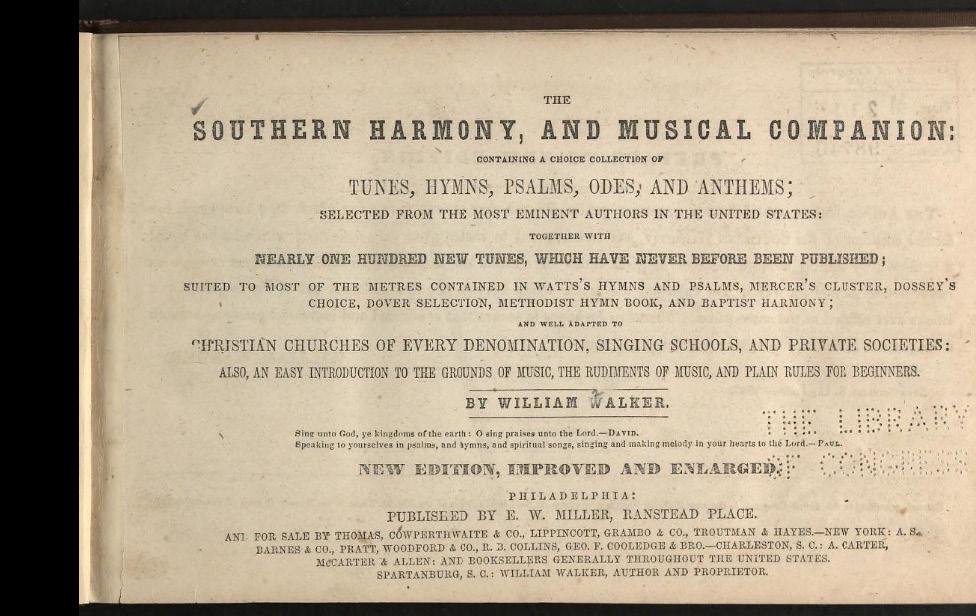 THE
SOUTHERN HARMONY, AND MUSICAL COMPANION:
CONTAINING A CHOICE COLLECTION OF
TUNES, HYMNS, PSALMS, ODES, AND ANTHEMS;
SELECTED FROM THE MOST EMINENT AUTHORS IN THE UNITED STATES:
TOGETHER WITH
NEARLY ONE HUNDRED NEW TUNES, WHICH HAVE NEVER BEFORE BEEN PUBLISHED;
SUITED TO MOST OF THE METRES CONTAINED IN WATTS'S HYMNS AND PSALMS, MERCER'S CLUSTER, DOSSEY'S
CHOICE, DOVER SELECTION, METHODIST HYMN BOOK, AND BAPTIST HARMONY;
AND WELL ADAPTED TO
CHRISTIAN CHURCHES OF EVERY DENOMINATION, SINGING SCHOOLS, AND PRIVATE SOCIETIES:
ALSO, AN EASY INTRODUCTION TO THE GROUNDS OF MUSIC, THE RUDIMENTS OF MUSIC, AND PLAIN RULES FOR BEGINNERS.
BY WILLIAM WALKER.
Sing unto God, ye kingdoms of the earth: O sing praises unto the Lord.—DAVID.
Speaking to yourselves in psalms, and hymns, and spiritual songs, singing and making melody in your hearts to the Lord.—PAUL.
THE LIBRARY
OF CONGRESS
NEW EDITION, IMPROVED AND ENLARGED.
PHILADELPHIA:
PUBLISHED BY E. W. MILLER, RANSTEAD PLACE.
AND FOR SALE BY THOMAS, COWPERTHWAITE & CO., LIPPINCOTT, GRAMBO & CO., TROUTMAN & HAYES.—NEW YORK: A. S.
BARNES & CO., PRATT, WOODFORD & CO., R. B. COLLINS, GEO. F. COOLEDGE & BRO.—CHARLESTON, S. C.: A. CARTER,
McCARTER & ALLEN: AND BOOKSELLERS GENERALLY THROUGHOUT THE UNITED STATES.
SPARTANBURG, S. C.: WILLIAM WALKER, AUTHOR AND PROPRIETOR.